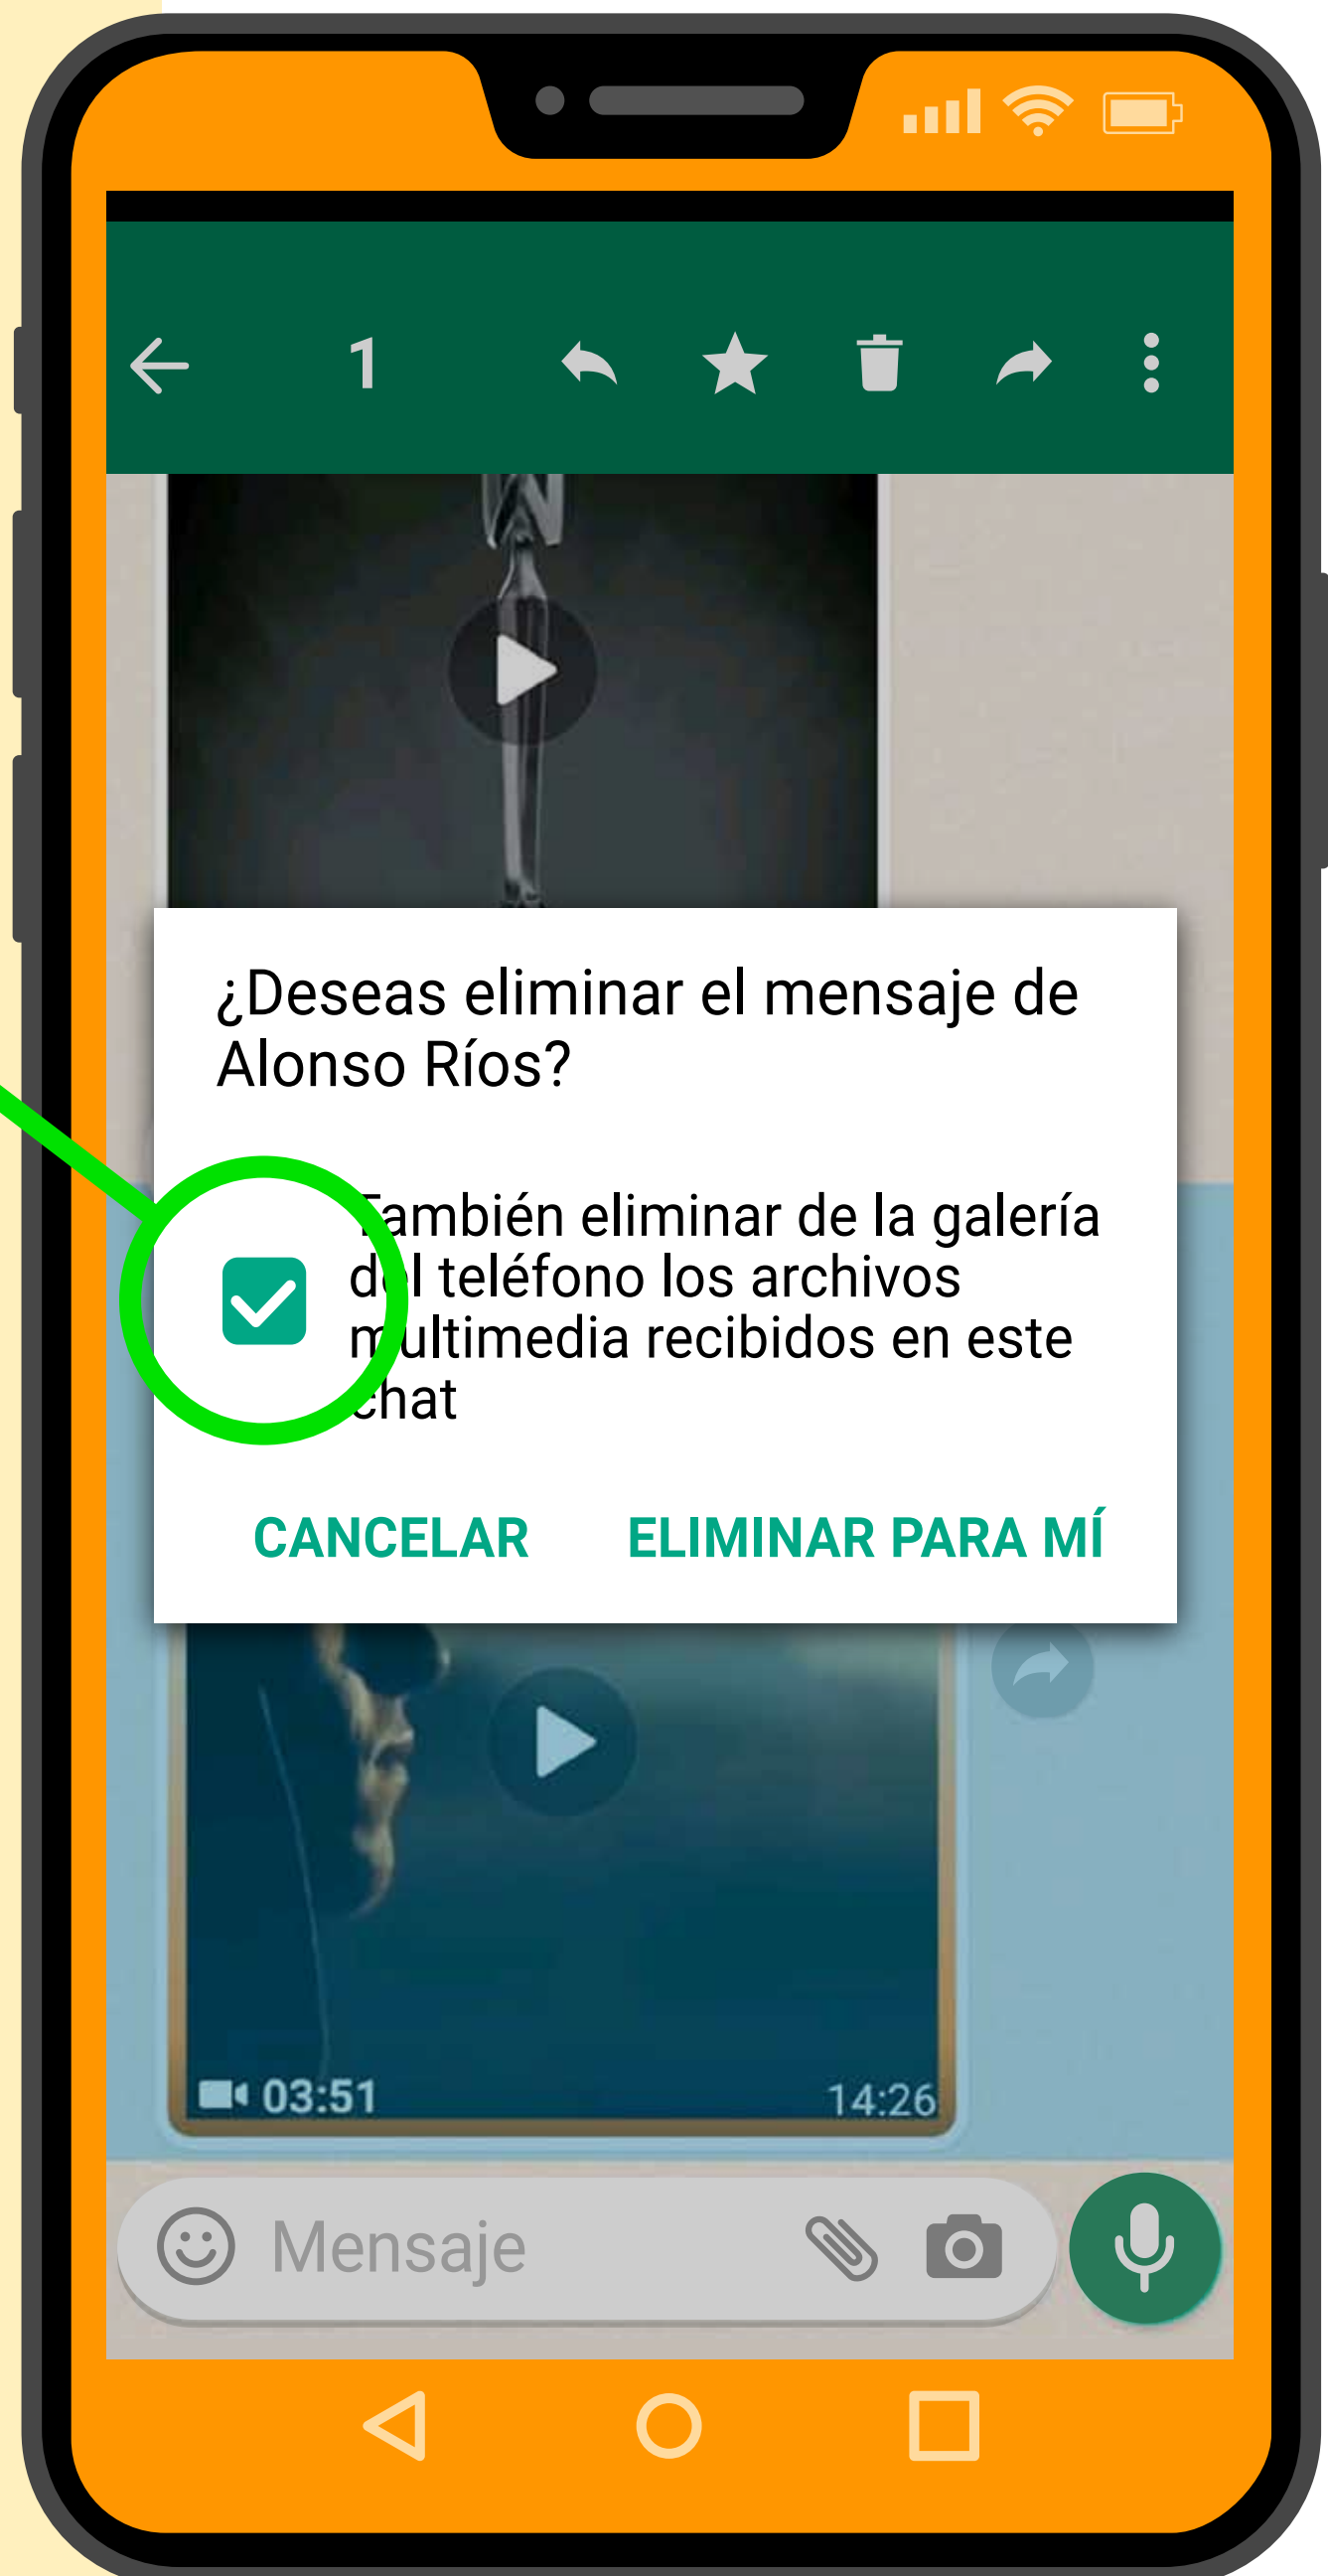 1
¿Deseas eliminar el mensaje de
Alonso Ríos?
También eliminar de la galería
del teléfono los archivos
multimedia recibidos en este
chat
CANCELAR ELIMINAR PARA MÍ
03:51 14:26
Mensaje